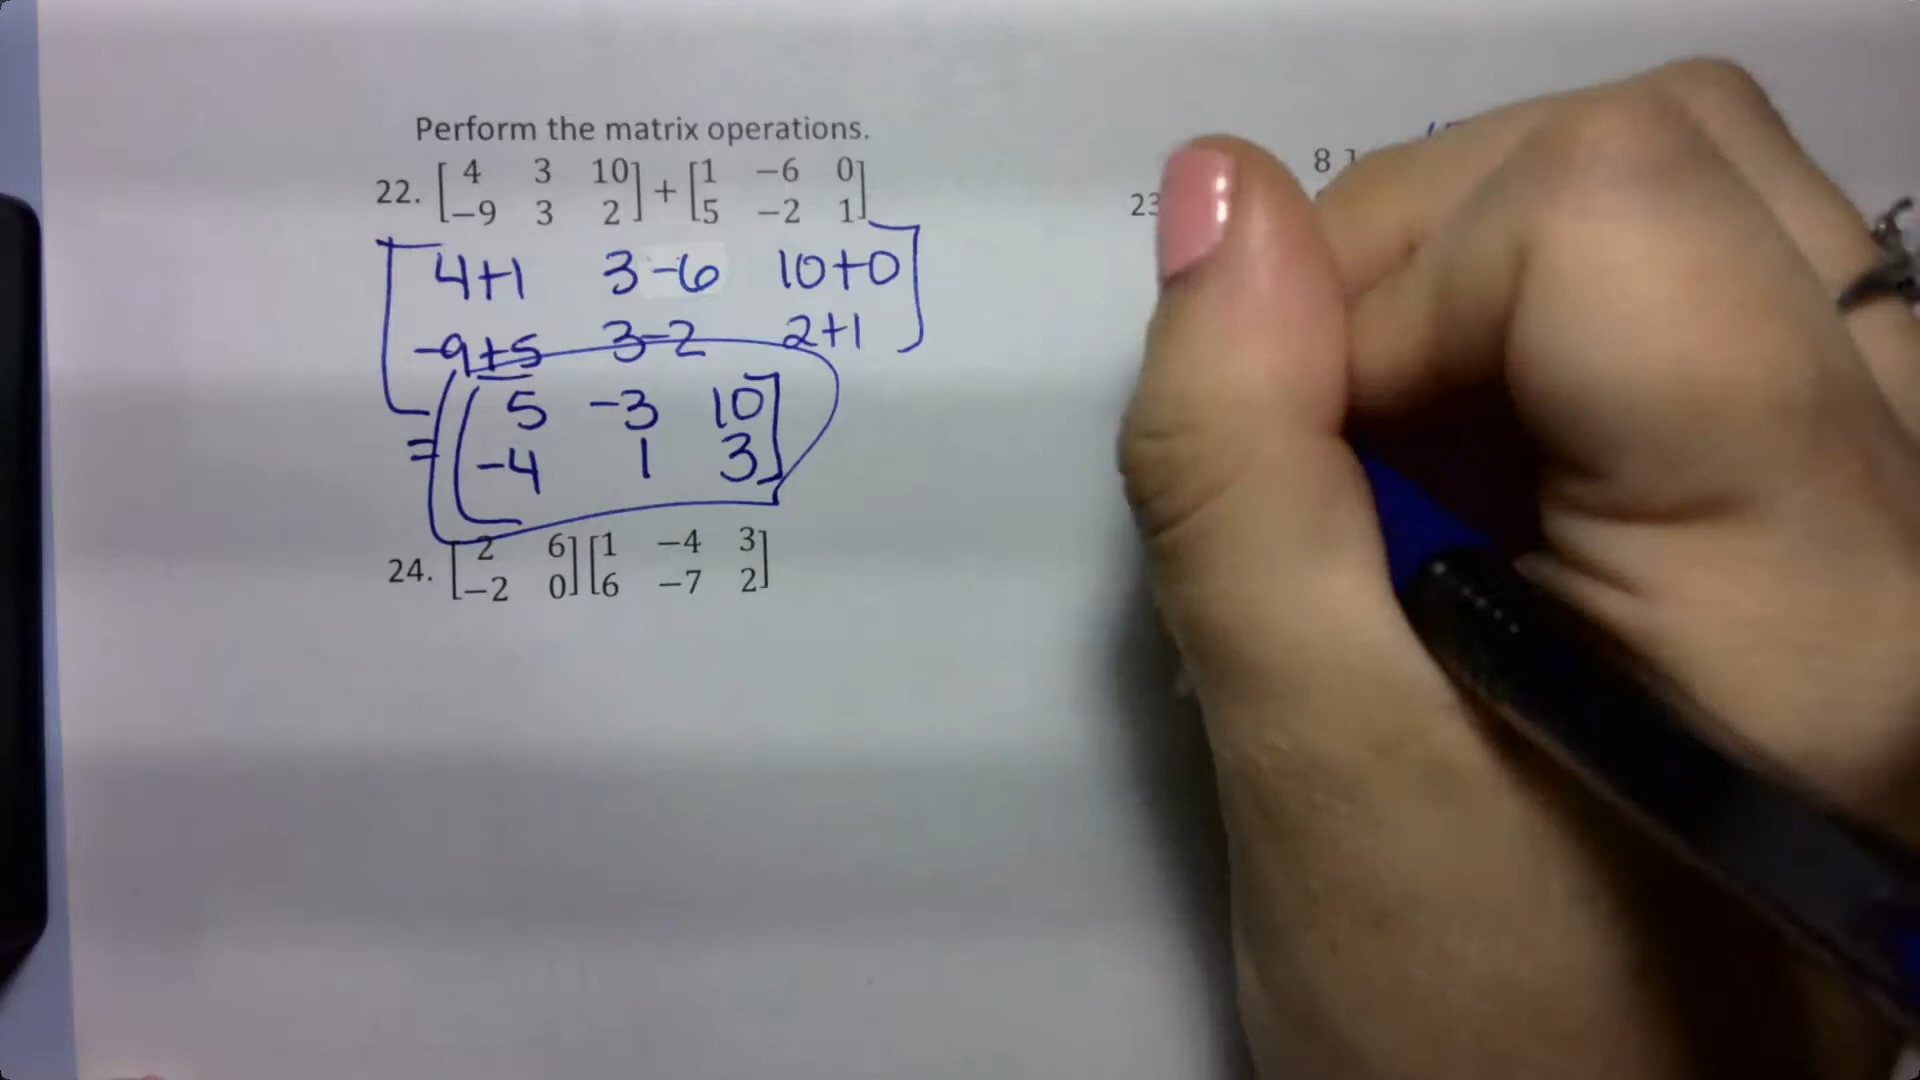 Perform the matrix operations.
22. [4 3 10] + [1 -6 0]
[-9 3 2] [5 -2 1]
4+1 3-6 10+0
-9+5 3-2 2+1
= [5 -3 10]
[-4 1 3]
24. [2 6] [1 -4 3]
[-2 0] [6 -7 2]
23
8